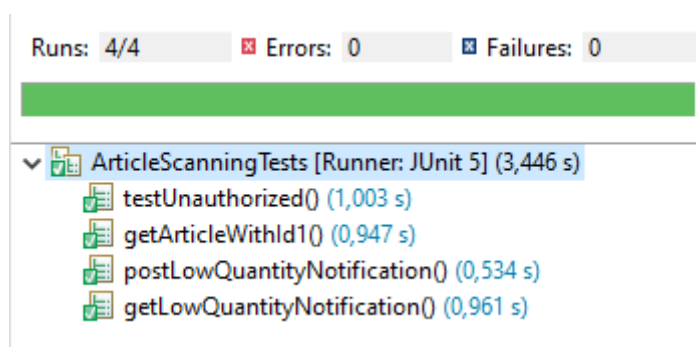 Runs: 4/4 Errors: 0 Failures: 0
ArticleScanningTests [Runner: JUnit 5] (3,446 s)
testUnauthorized() (1,003 s)
getArticleWithId1() (0,947 s)
postLowQuantityNotification() (0,534 s)
getLowQuantityNotification() (0,961 s)